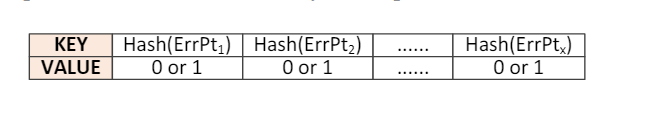 KEY Hash(ErrPt₁) Hash(ErrPt₂) ...... Hash(ErrPtₓ)
VALUE 0 or 1 0 or 1 ...... 0 or 1